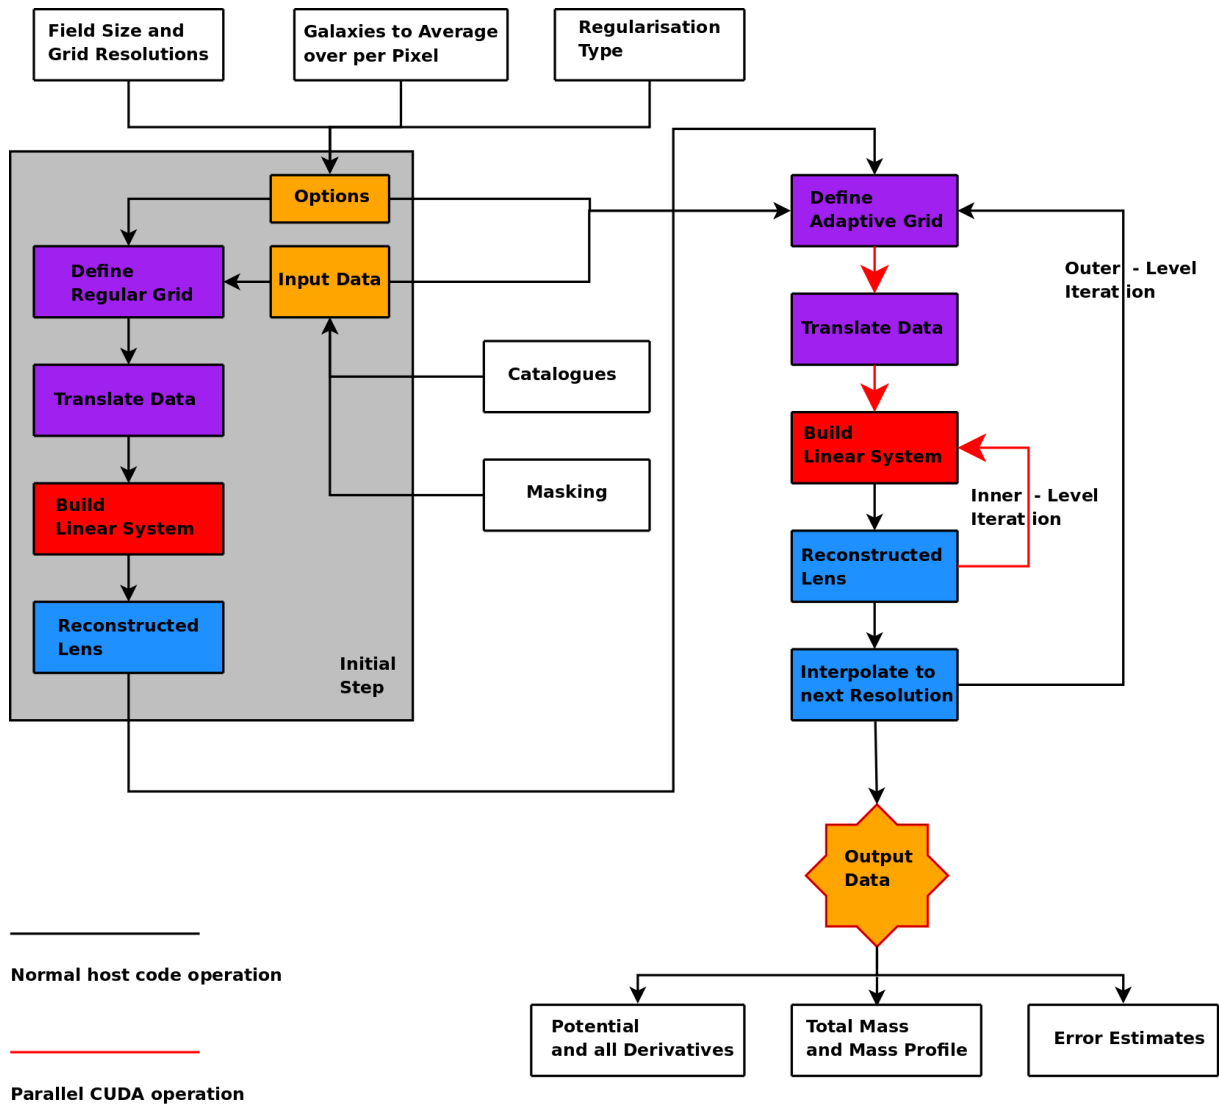 Field Size and
Grid Resolutions
Galaxies to Average
over per Pixel
Regularisation
Type
Options
Define
Regular Grid
Input Data
Translate Data
Build
Linear System
Reconstructed
Lens
Initial
Step
Catalogues
Masking
Define
Adaptive Grid
Outer - Level
Iteration
Translate Data
Build
Linear System
Inner - Level
Iteration
Reconstructed
Lens
Interpolate to
next Resolution
Output
Data
Normal host code operation
Potential
and all Derivatives
Total Mass
and Mass Profile
Error Estimates
Parallel CUDA operation